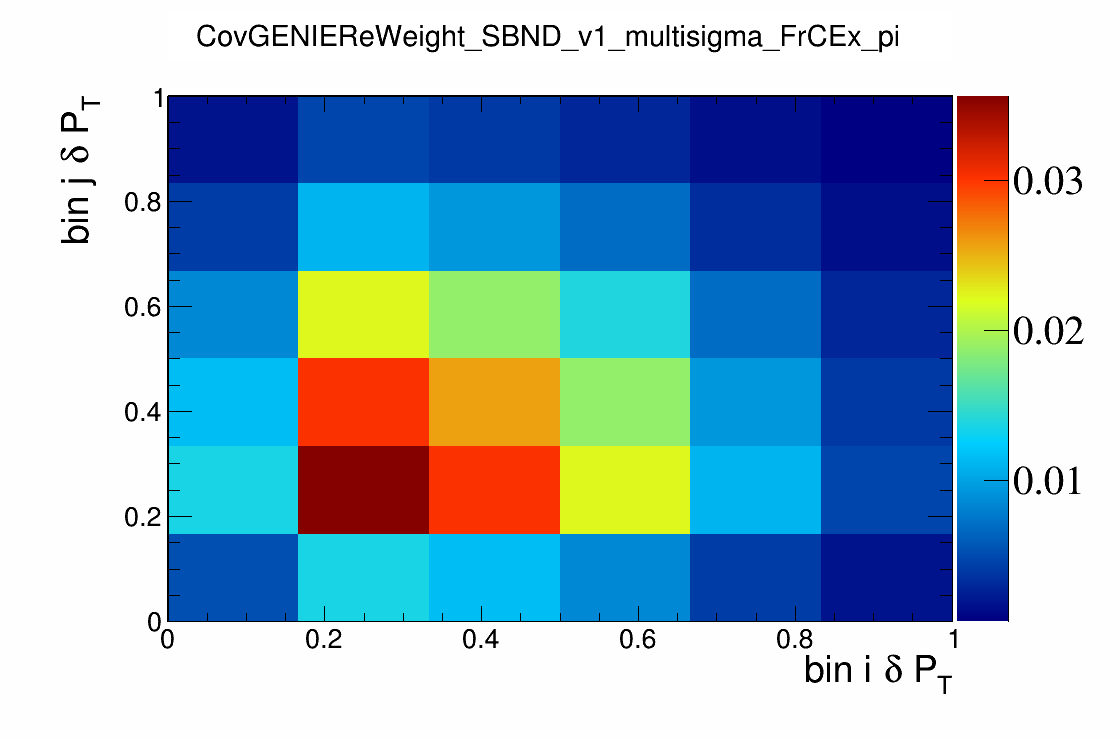 CovGENIEReWeight_SBND_v1_multisigma_FrCEx_pi
bin j δ P_T
1
0.8
0.6
0.4
0.2
0
0 0.2 0.4 0.6 0.8 1
bin i δ P_T
0.03
0.02
0.01